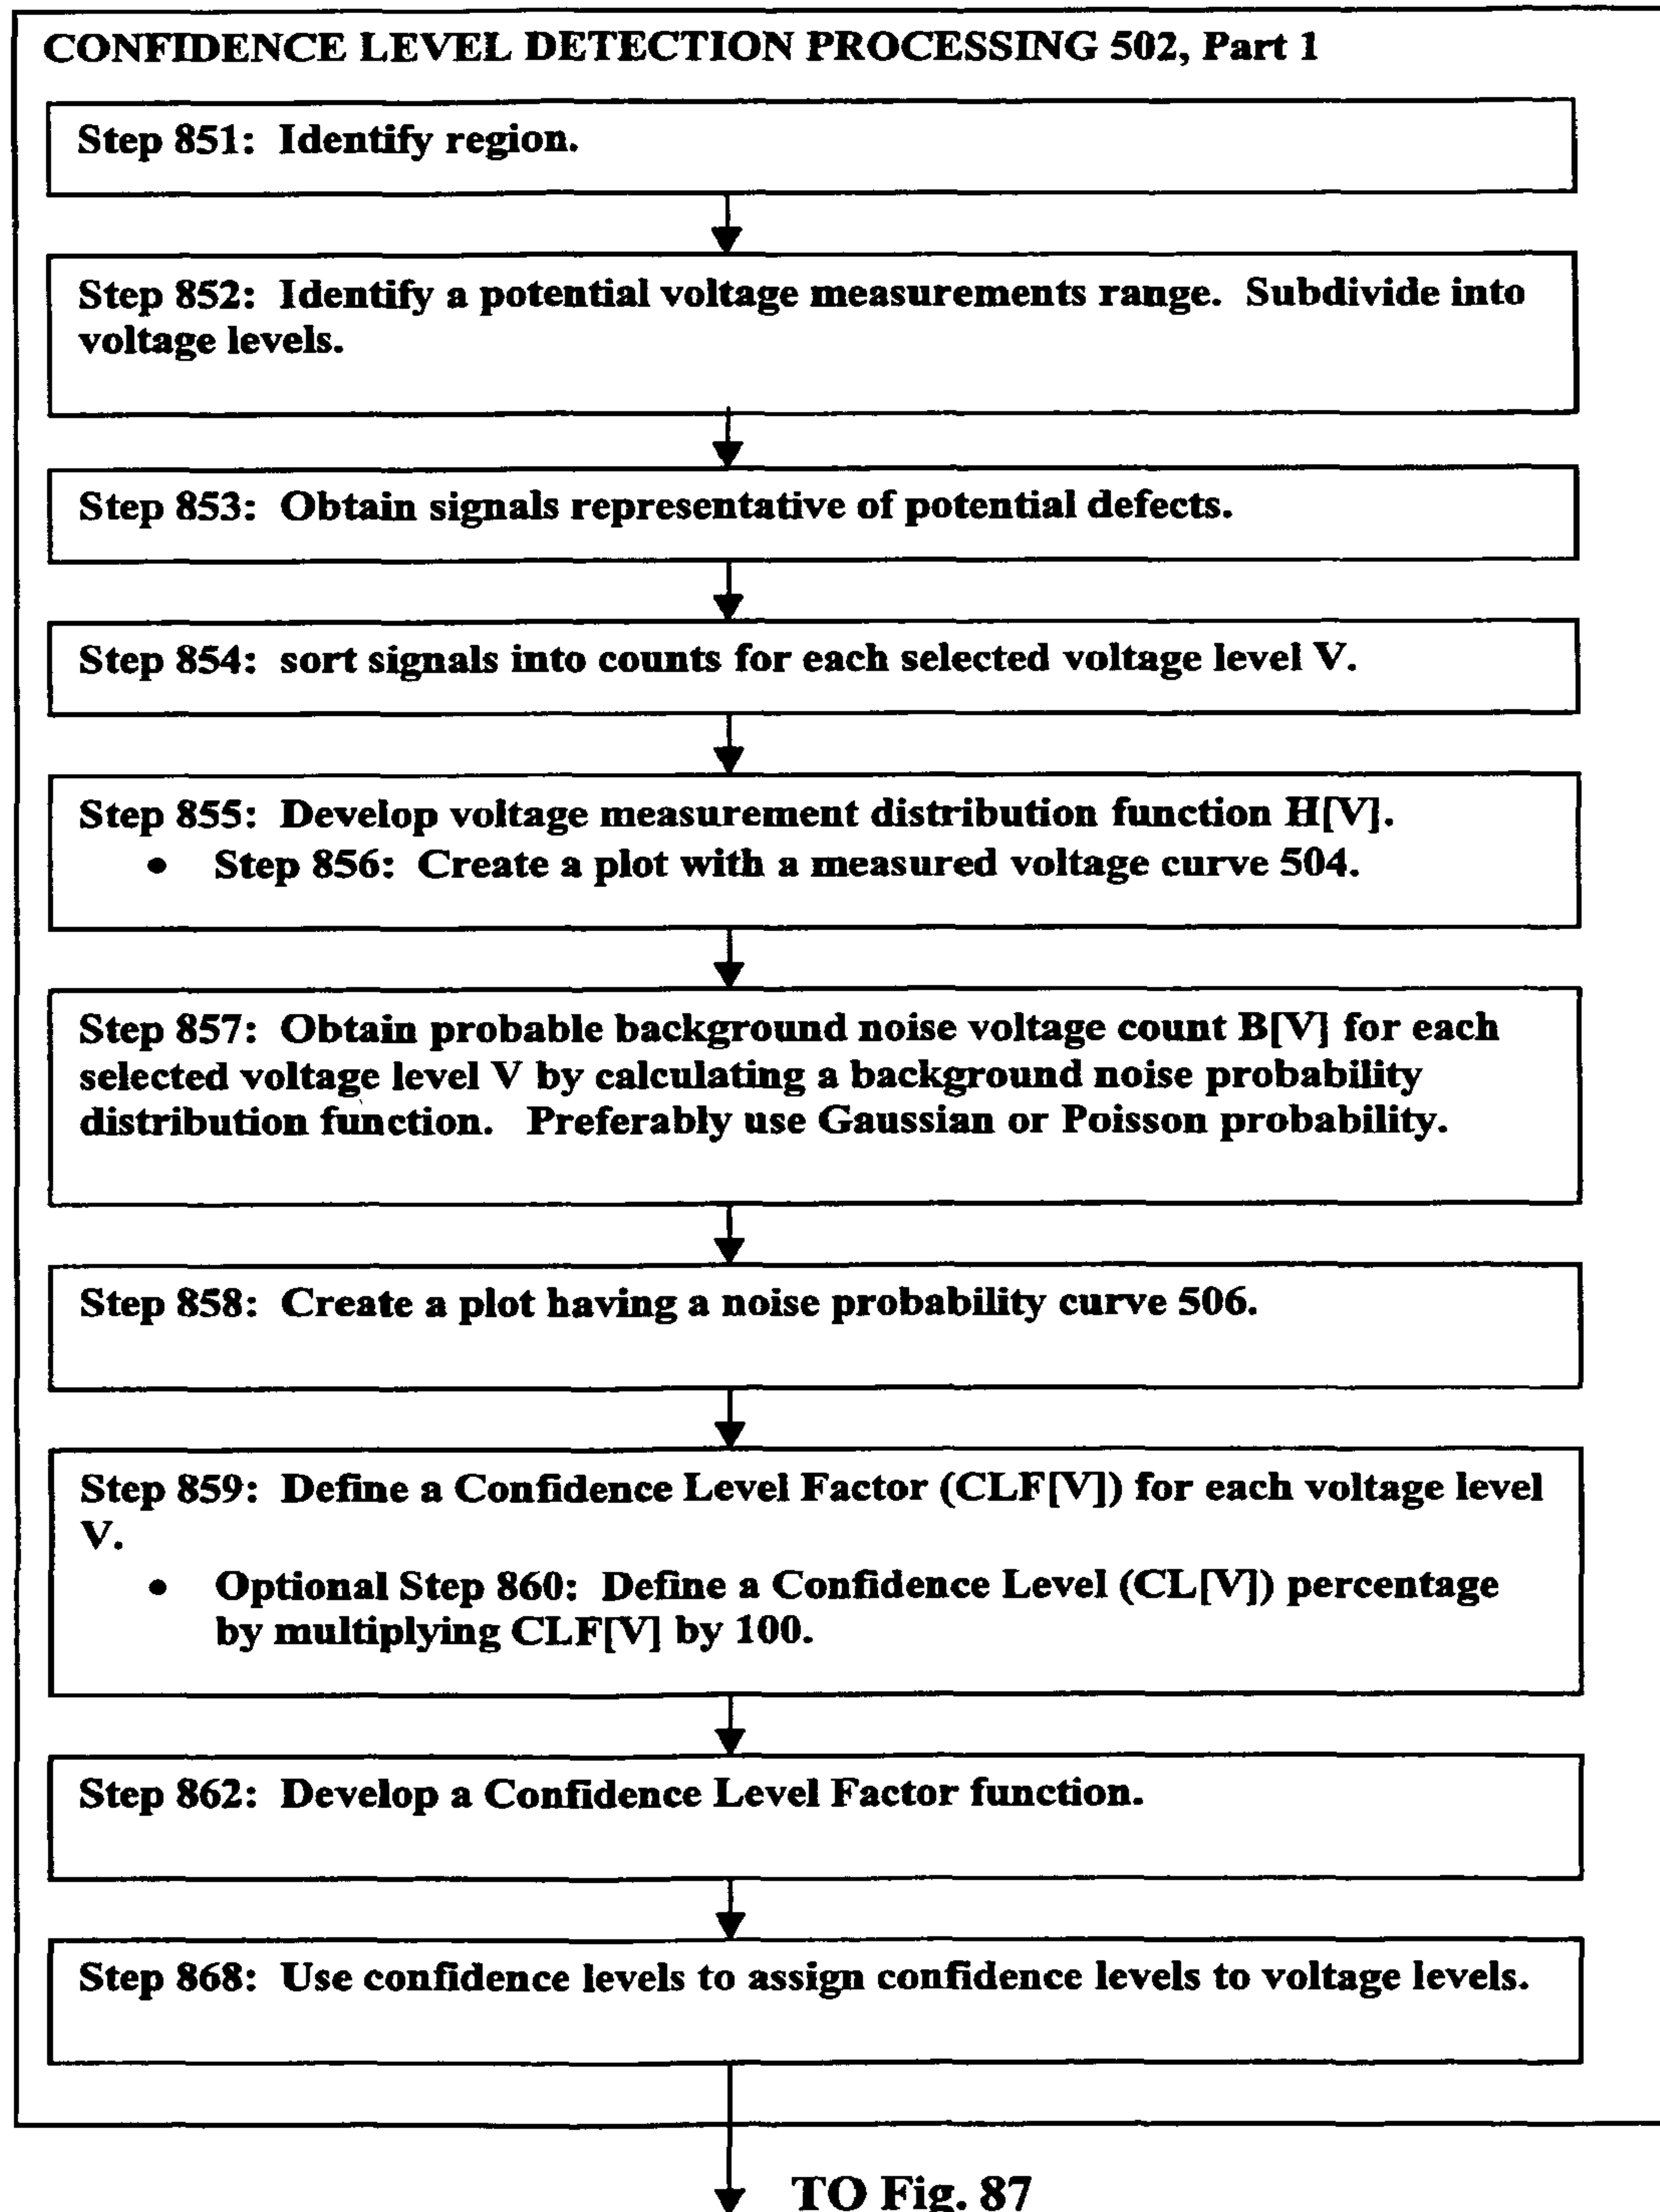 CONFIDENCE LEVEL DETECTION PROCESSING 502, Part 1
Step 851: Identify region.
Step 852: Identify a potential voltage measurements range. Subdivide into
voltage levels.
Step 853: Obtain signals representative of potential defects.
Step 854: sort signals into counts for each selected voltage level V.
Step 855: Develop voltage measurement distribution function H[V].
• Step 856: Create a plot with a measured voltage curve 504.
Step 857: Obtain probable background noise voltage count B[V] for each
selected voltage level V by calculating a background noise probability
distribution function. Preferably use Gaussian or Poisson probability.
Step 858: Create a plot having a noise probability curve 506.
Step 859: Define a Confidence Level Factor (CLF[V]) for each voltage level
V.
• Optional Step 860: Define a Confidence Level (CL[V]) percentage
by multiplying CLF[V] by 100.
Step 862: Develop a Confidence Level Factor function.
Step 868: Use confidence levels to assign confidence levels to voltage levels.
TO Fig. 87